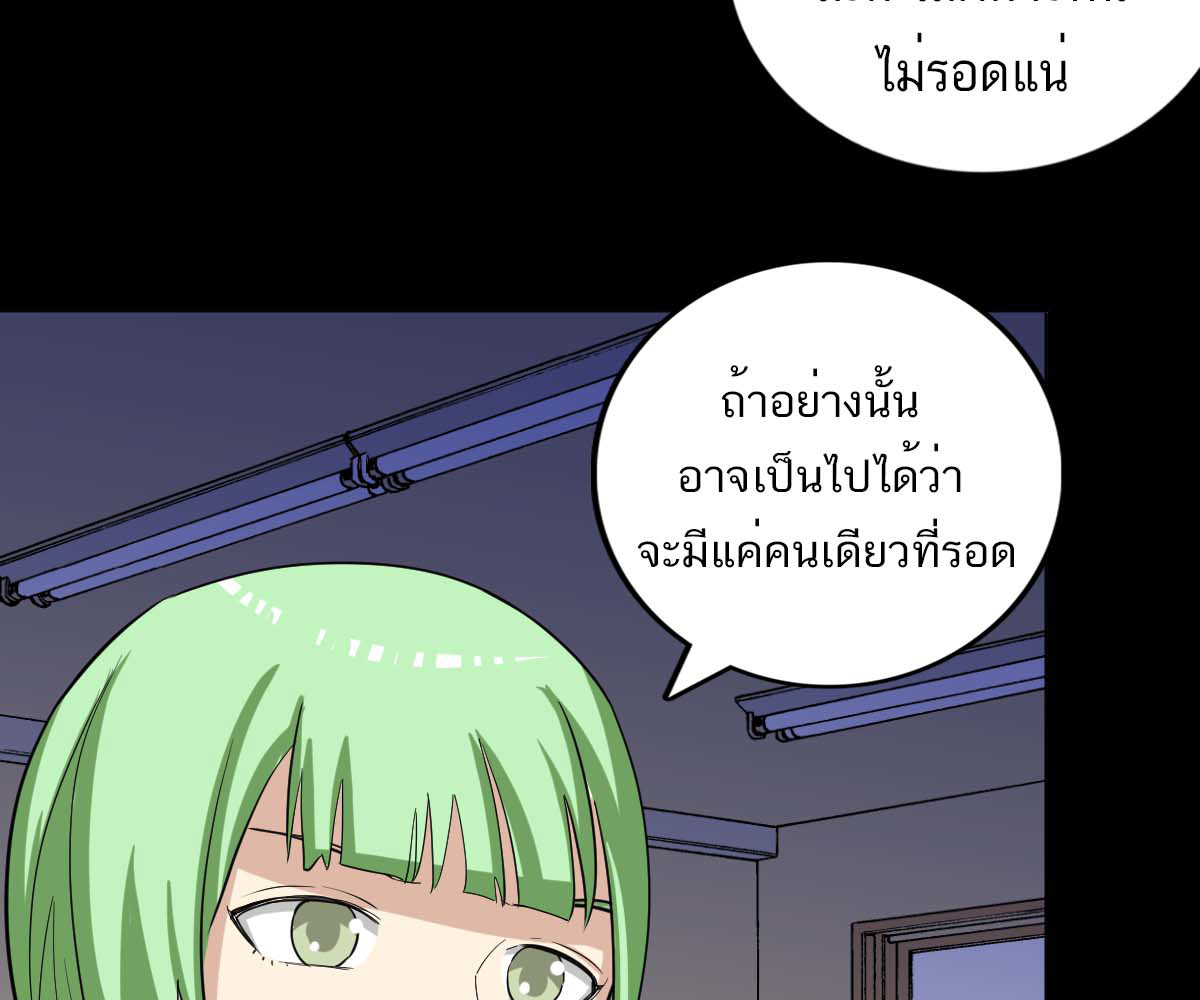 ไม่รอดแน่
ถ้าอย่างนั้น
อาจเป็นไปได้ว่า
จะมีแค่คนเดียวที่รอด